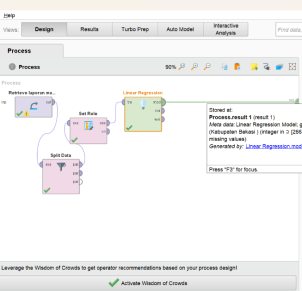 Help
Views: Design Results Turbo Prep Auto Model Interactive Analysis Find data,
Process
Process 90%
Process
Retrieve laporan ma...
Set Role
Linear Regression
Split Data
Stored at:
Process.result 1 (result 1)
Meta data: Linear Regression Model; g
(Kabupaten Bekasi ) (integer in
missing values)
Generated by: Linear Regression.mod
Press "F3" for focus.
Leverage the Wisdom of Crowds to get operator recommendations based on your process design!
Activate Wisdom of Crowds